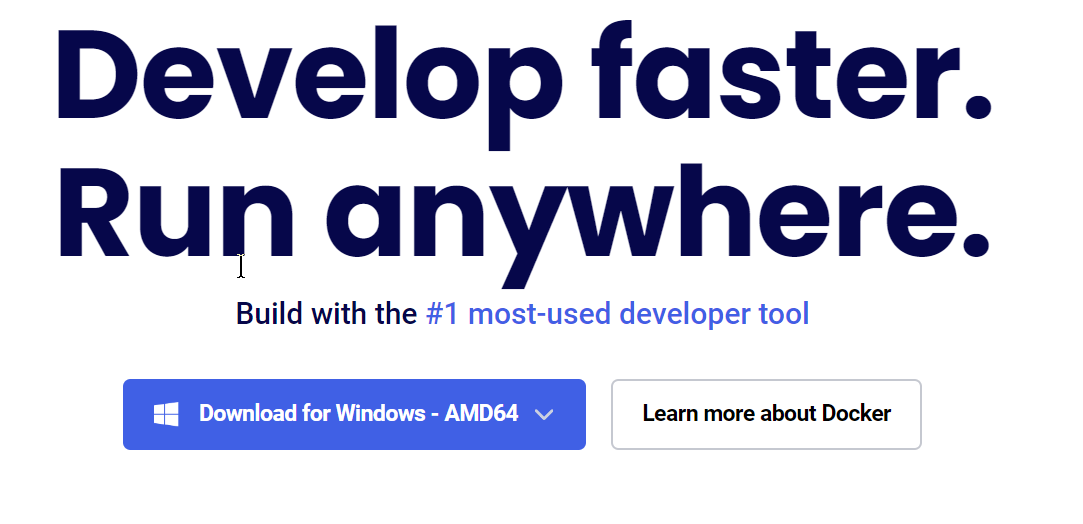 Develop faster.
Run anywhere.
Build with the #1 most-used developer tool
Download for Windows - AMD64
Learn more about Docker